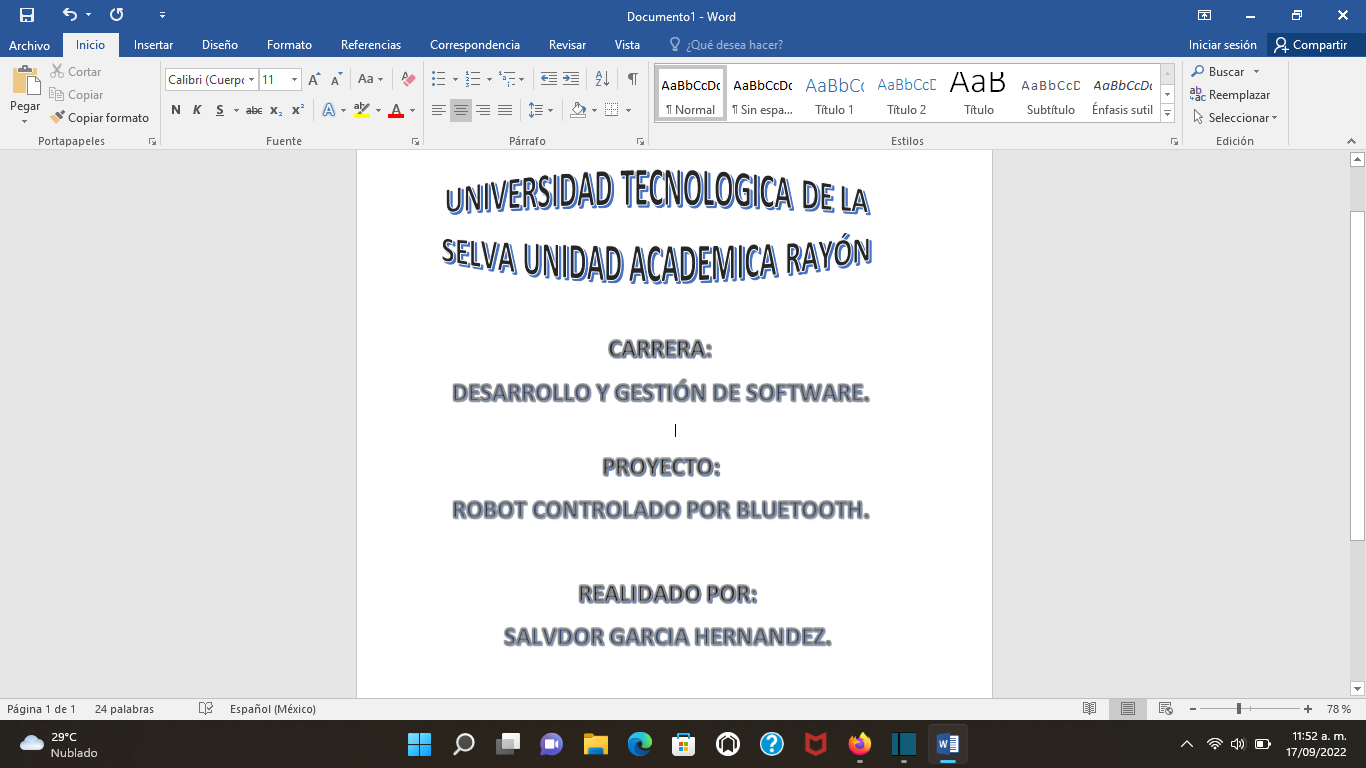 Documento1 - Word
Archivo Inicio Insertar Diseño Formato Referencias Correspondencia Revisar Vista ¿Qué desea hacer? Iniciar sesión Compartir
Pegar
Cortar
Copiar
Copiar formato
Portapapeles
Calibri (Cuerpo 11 Aa
N K S abc x₂ x² A ab A
Fuente
Párrafo
AaBbCcDc AaBbCcDc AaBbCc AaBbCcD AaB AaBbCcD AaBbCcDc
¶ Normal ¶ Sin espa... Título 1 Título 2 Título Subtítulo Énfasis sutil
Estilos
Buscar
Reemplazar
Seleccionar
Edición
UNIVERSIDAD TECNOLOGICA DE LA
SELVA UNIDAD ACADEMICA RAYÓN
CARRERA:
DESARROLLO Y GESTIÓN DE SOFTWARE.
PROYECTO:
ROBOT CONTROLADO POR BLUETOOTH.
REALIDADO POR:
SALVDOR GARCIA HERNANDEZ.
Página 1 de 1 24 palabras Español (México) 78 %
29°C
Nublado
11:52 a. m.
17/09/2022